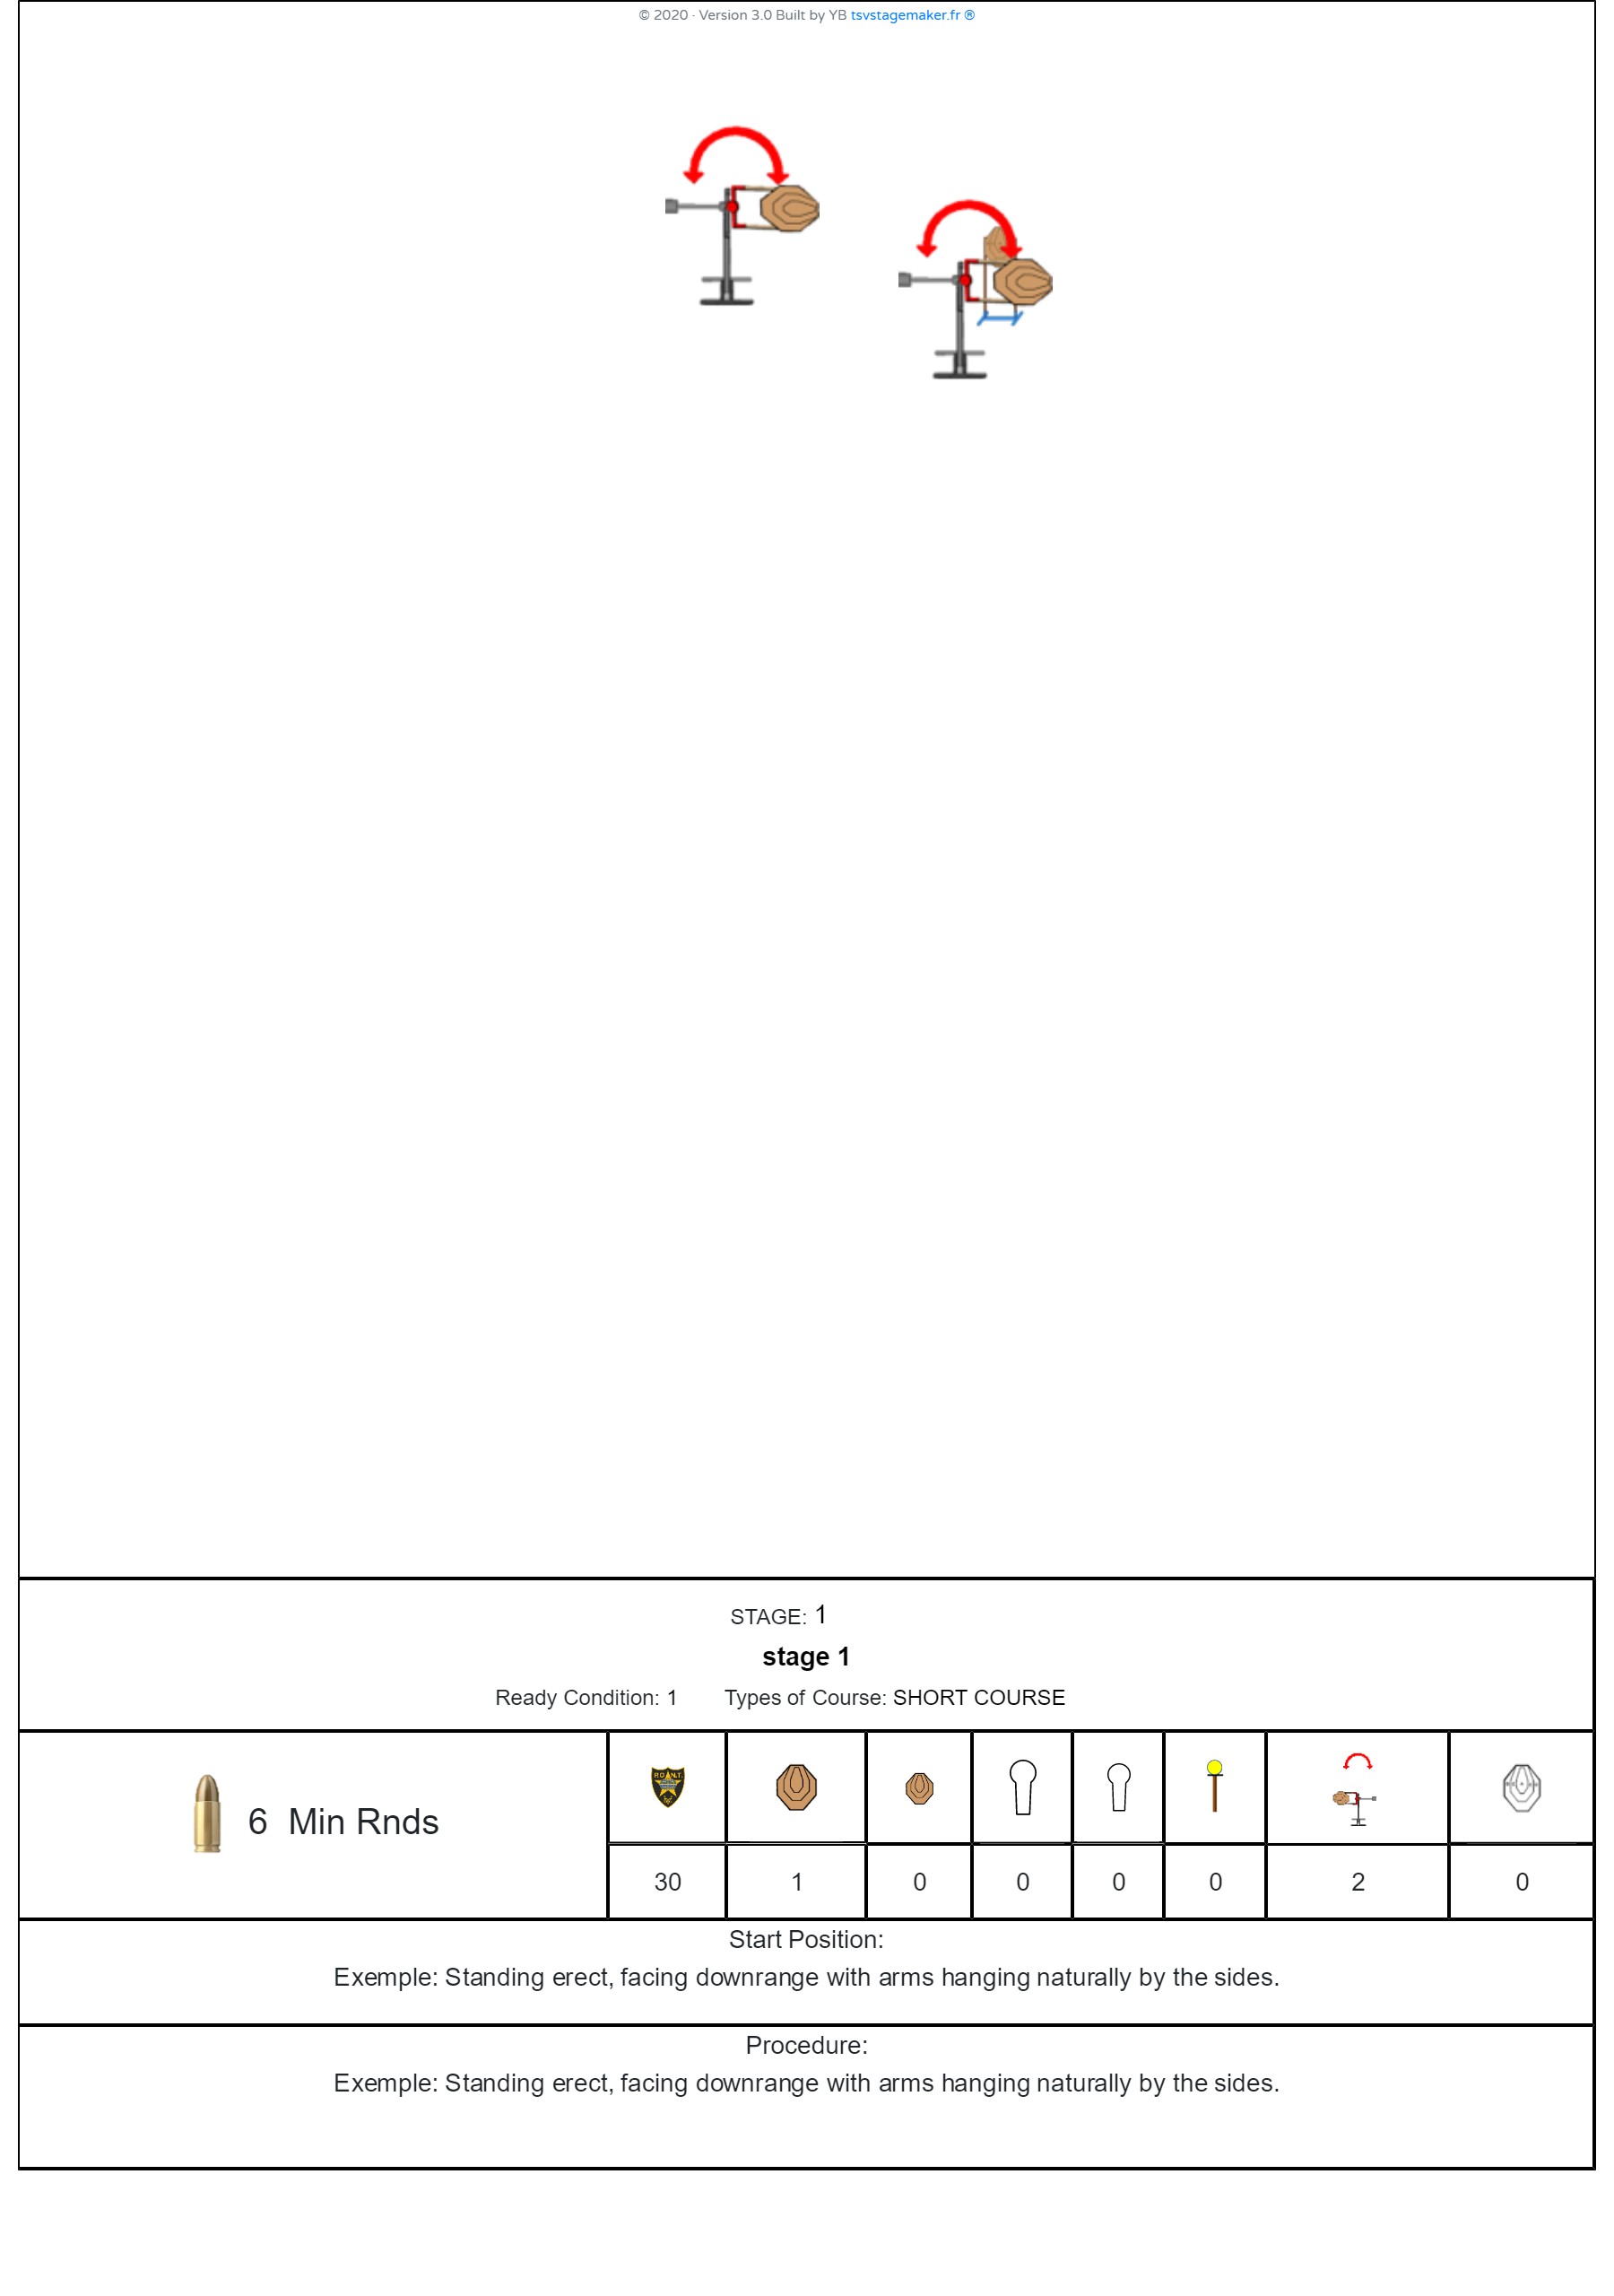 © 2020 · Version 3.0 Built by YB tsvstagemaker.fr ®
STAGE: 1
stage 1
Ready Condition: 1 Types of Course: SHORT COURSE
6 Min Rnds
30 1 0 0 0 0 2 0
Start Position:
Exemple: Standing erect, facing downrange with arms hanging naturally by the sides.
Procedure:
Exemple: Standing erect, facing downrange with arms hanging naturally by the sides.